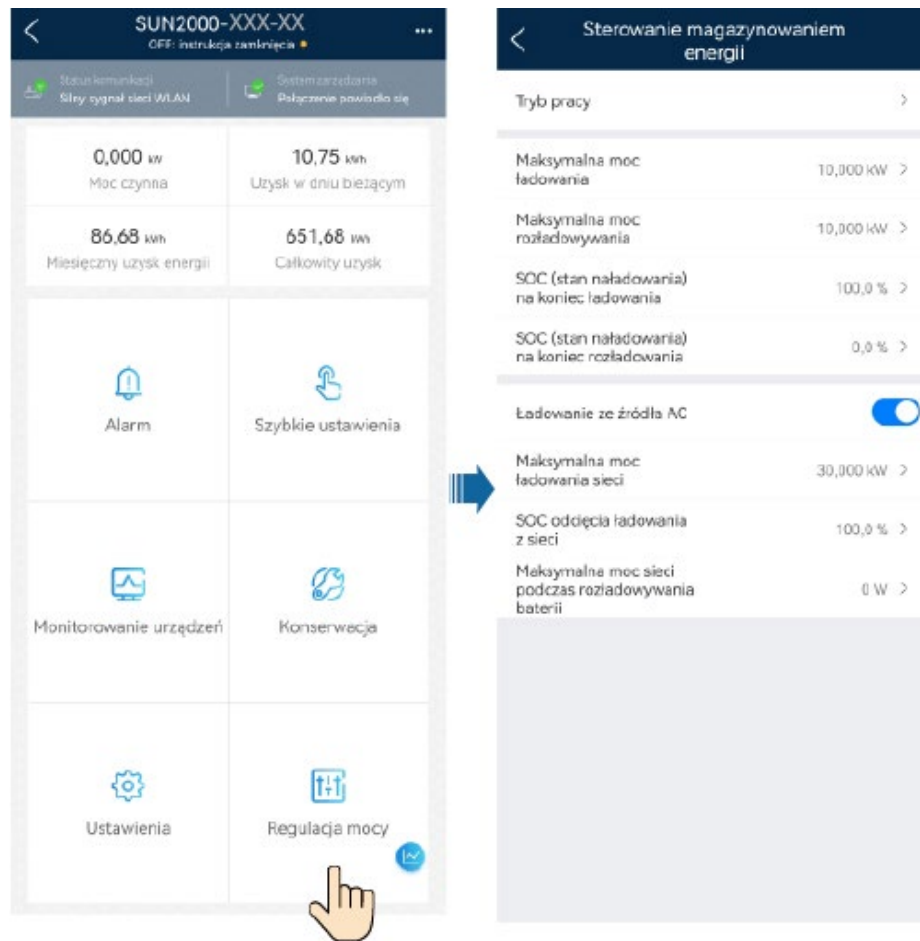 SUN2000-XXX-XX
OFF: instrukcja zamknięcia
Status komunikacji
Silny sygnał sieci WLAN
System zarządzania
Połączenie powiodło się
0,000 kW
Moc czynna
10,75 kWh
Uzysk w dniu bieżącym
86,68 kWh
Miesięczny uzysk energii
651,68 kWh
Całkowity uzysk
Alarm
Szybkie ustawienia
Monitorowanie urządzeń
Konserwacja
Ustawienia
Regulacja mocy
Sterowanie magazynowaniem
energii
Tryb pracy
Maksymalna moc
ładowania
10,000 kW
Maksymalna moc
rozładowywania
10,000 kW
SOC (stan naładowania)
na koniec ładowania
100,0 %
SOC (stan naładowania)
na koniec rozładowania
0,0 %
Ładowanie ze źródła AC
Maksymalna moc
ładowania sieci
30,000 kW
SOC odcięcia ładowania
z sieci
100,0 %
Maksymalna moc sieci
podczas rozładowywania
baterii
0 W